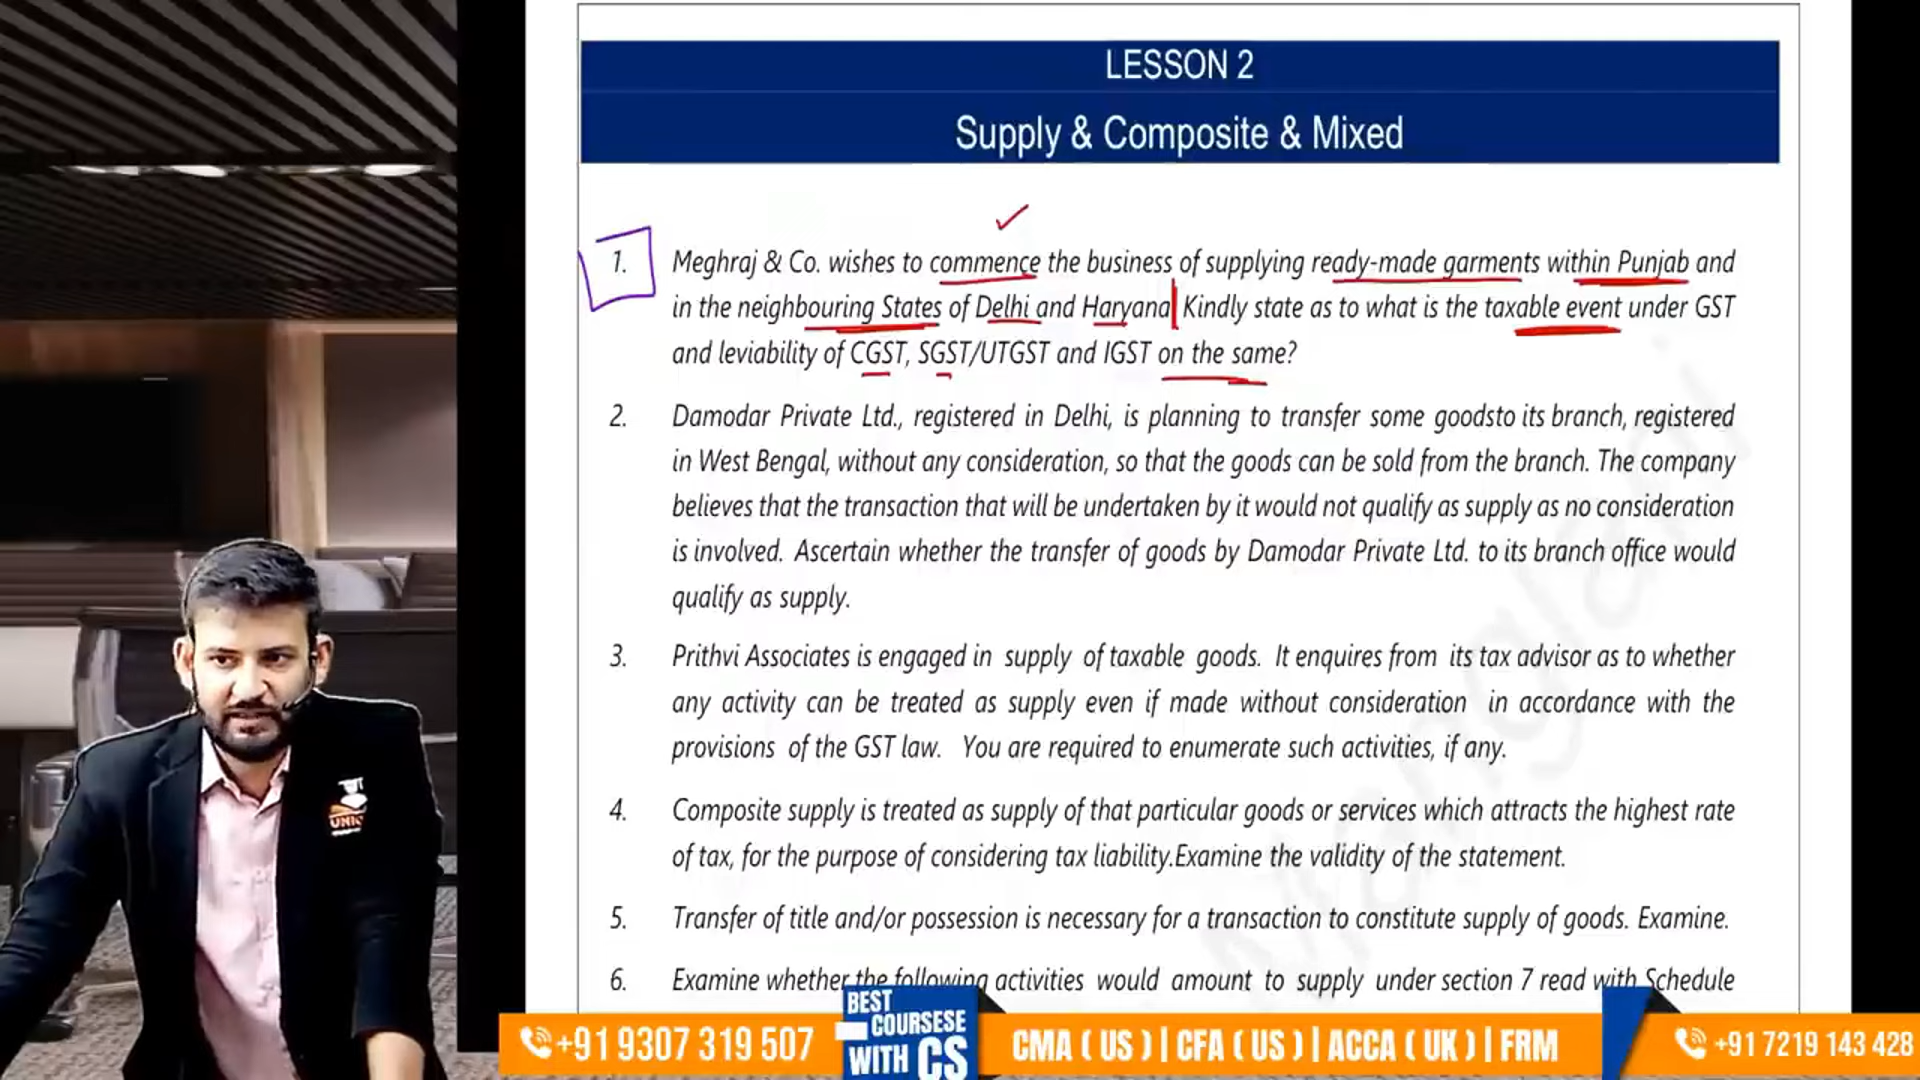 LESSON 2
Supply & Composite & Mixed
1. Meghraj & Co. wishes to commence the business of supplying ready-made garments within Punjab and
in the neighbouring States of Delhi and Haryana Kindly state as to what is the taxable event under GST
and leviability of CGST, SGST/UTGST and IGST on the same?
2. Damodar Private Ltd., registered in Delhi, is planning to transfer some goodsto its branch, registered
in West Bengal, without any consideration, so that the goods can be sold from the branch. The company
believes that the transaction that will be undertaken by it would not qualify as supply as no consideration
is involved. Ascertain whether the transfer of goods by Damodar Private Ltd. to its branch office would
qualify as supply.
3. Prithvi Associates is engaged in supply of taxable goods. It enquires from its tax advisor as to whether
any activity can be treated as supply even if made without consideration in accordance with the
provisions of the GST law. You are required to enumerate such activities, if any.
4. Composite supply is treated as supply of that particular goods or services which attracts the highest rate
of tax, for the purpose of considering tax liability.Examine the validity of the statement.
5. Transfer of title and/or possession is necessary for a transaction to constitute supply of goods. Examine.
6. Examine whether the following activities would amount to supply under section 7 read with Schedule
+91 9307 319 507
BEST
COURSESE
WITH CS
CMA ( US ) | CFA ( US ) | ACCA ( UK ) | FRM
+91 7219 143 428